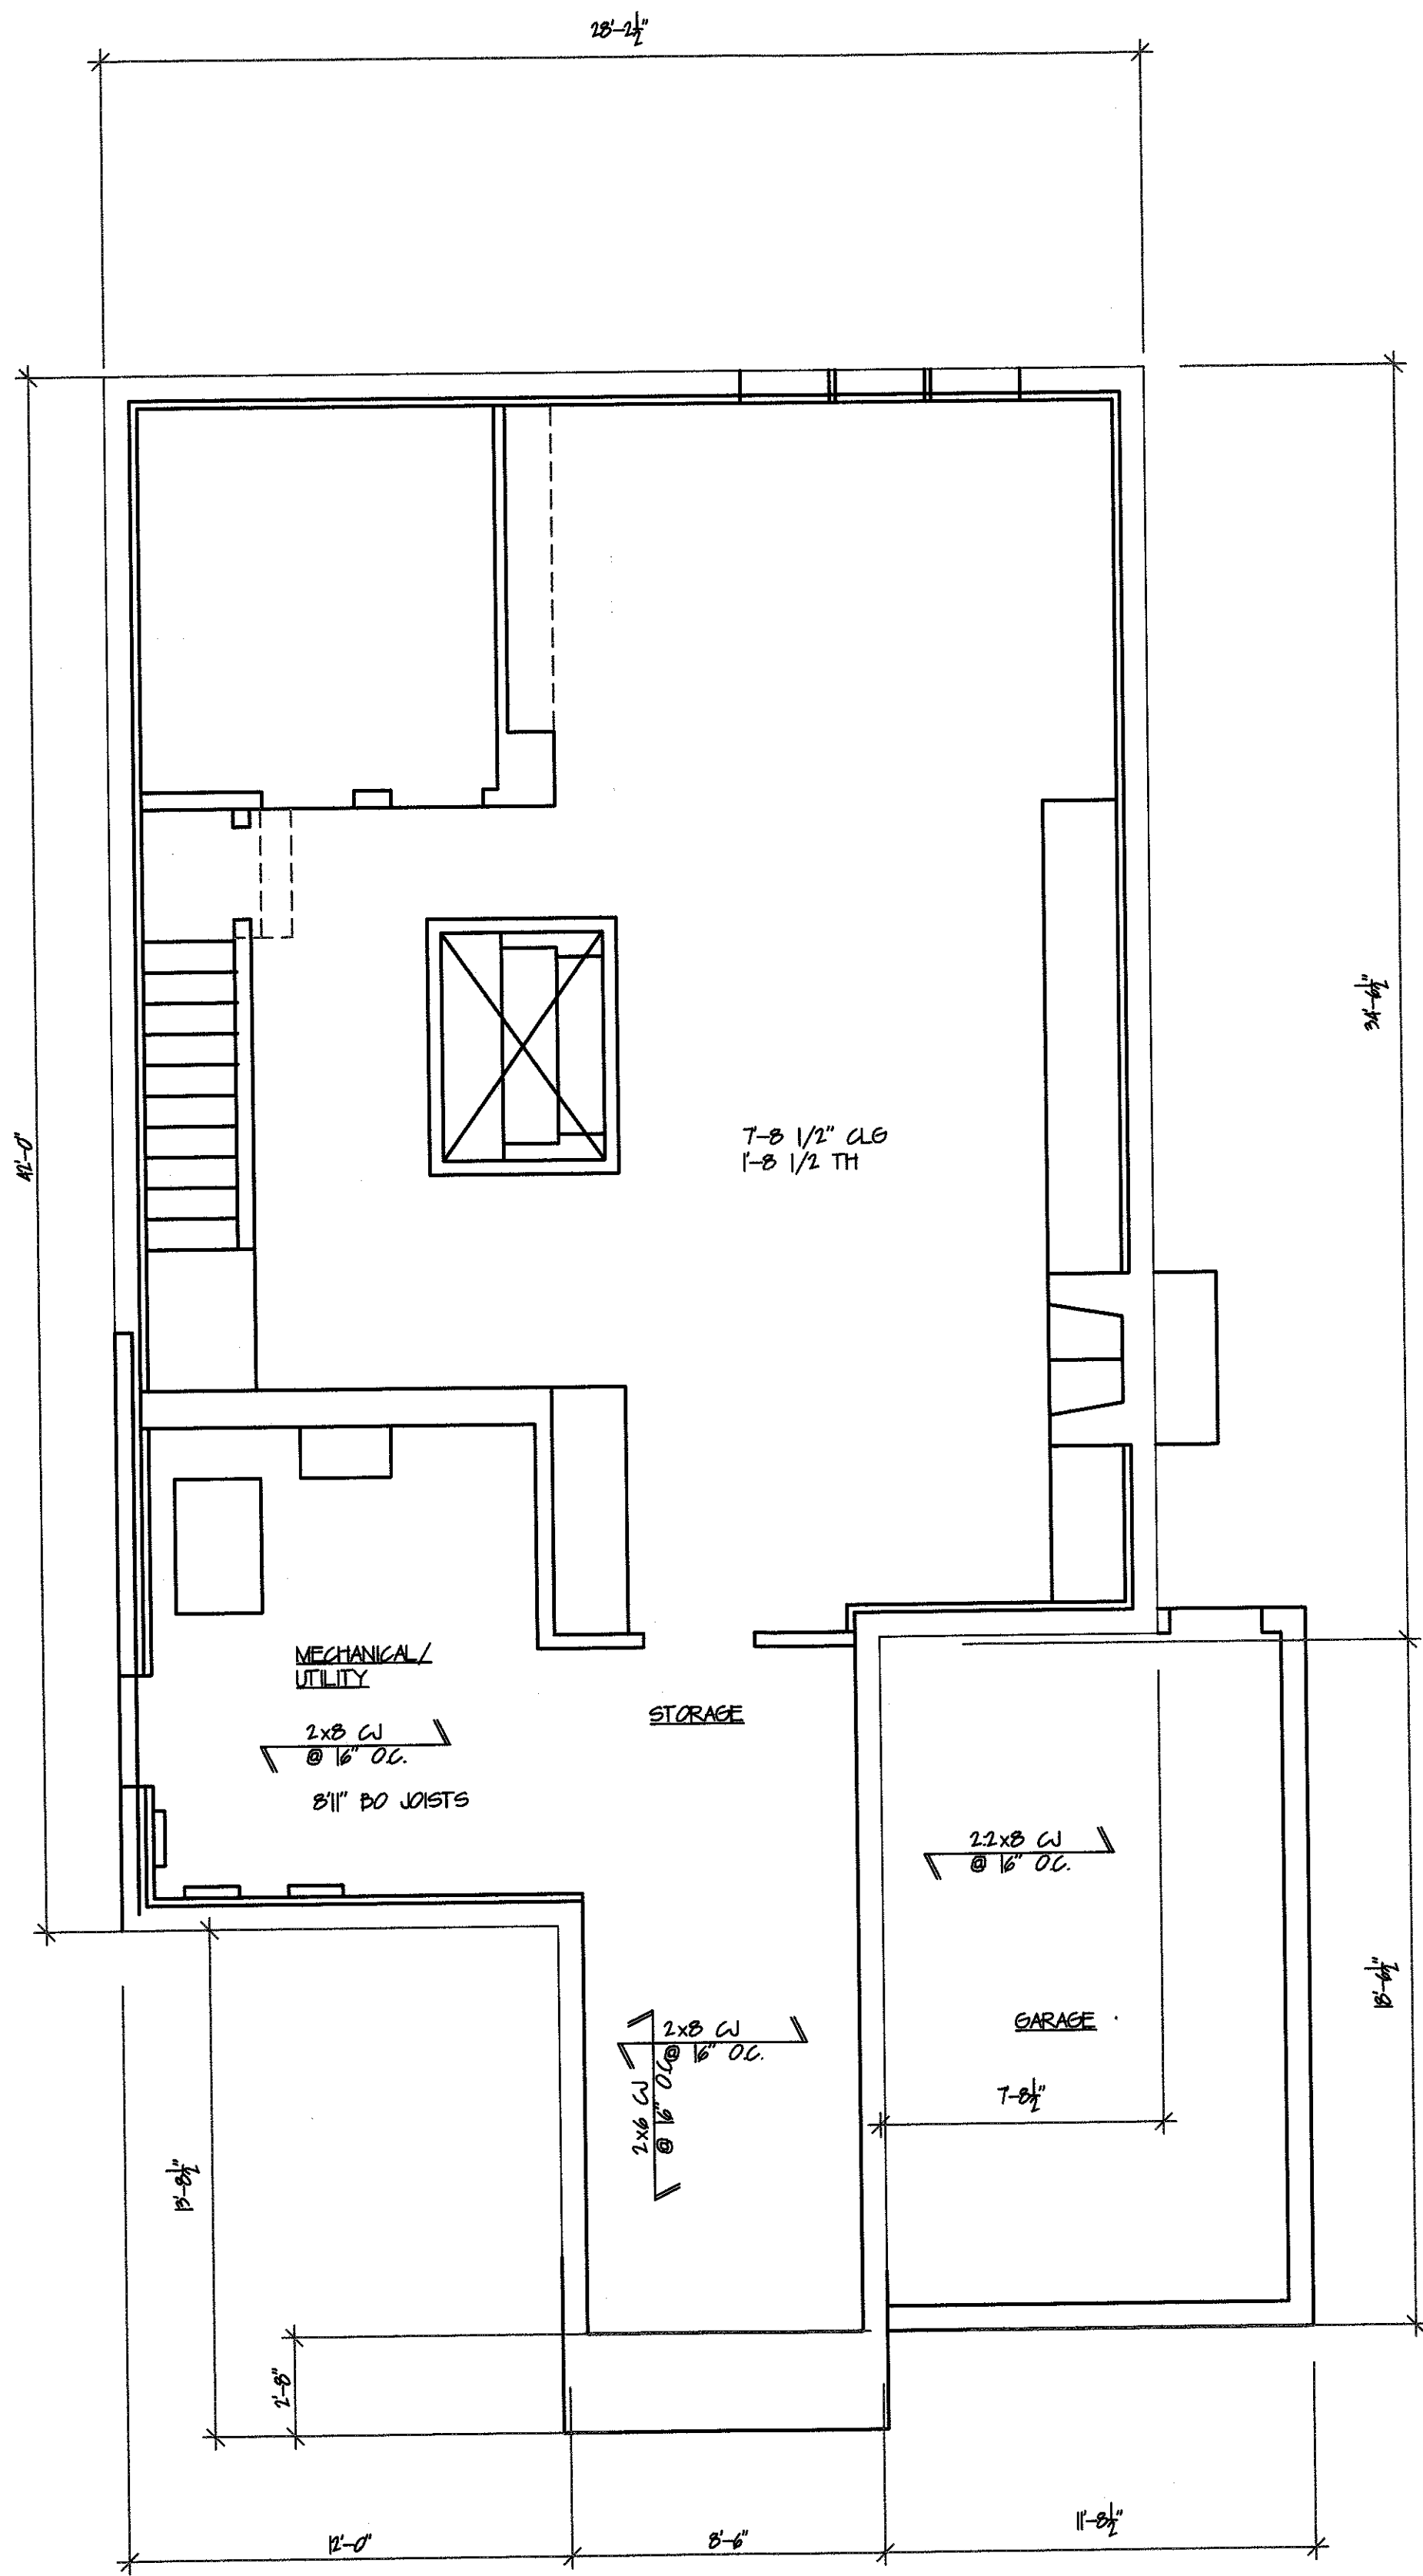 28'-2½"
42'-0"
34'-6½"
7'-8 1/2" CLG
1'-8 1/2 TH
MECHANICAL/
UTILITY
STORAGE
2x8 CJ
@ 16" O.C.
8'11" BO JOISTS
2:2x8 CJ
@ 16" O.C.
18'-6½"
GARAGE
2x8 CJ
@ 16" O.C.
2x6 CJ
@ 16" O.C.
7'-8½"
13'-8½"
2'-8"
12'-0"
8'-6"
11'-8½"